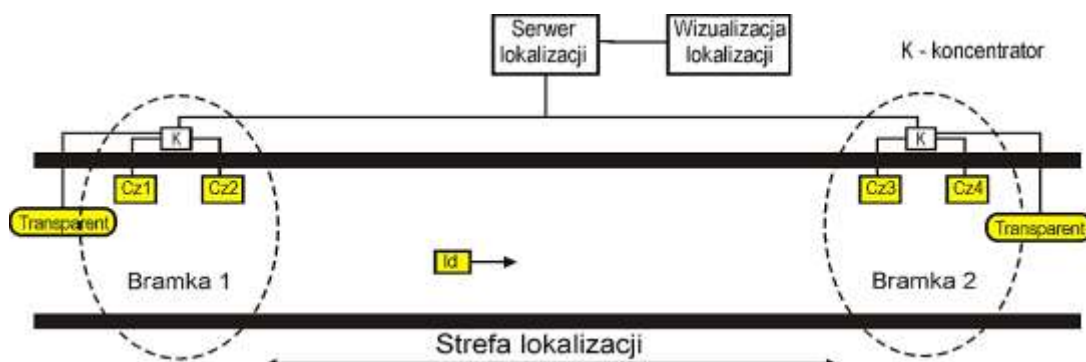 Serwer
lokalizacji
Wizualizacja
lokalizacji
K - koncentrator
K
K
Cz1
Cz2
Cz3
Cz4
Transparent
Transparent
Id
Bramka 1
Bramka 2
Strefa lokalizacji